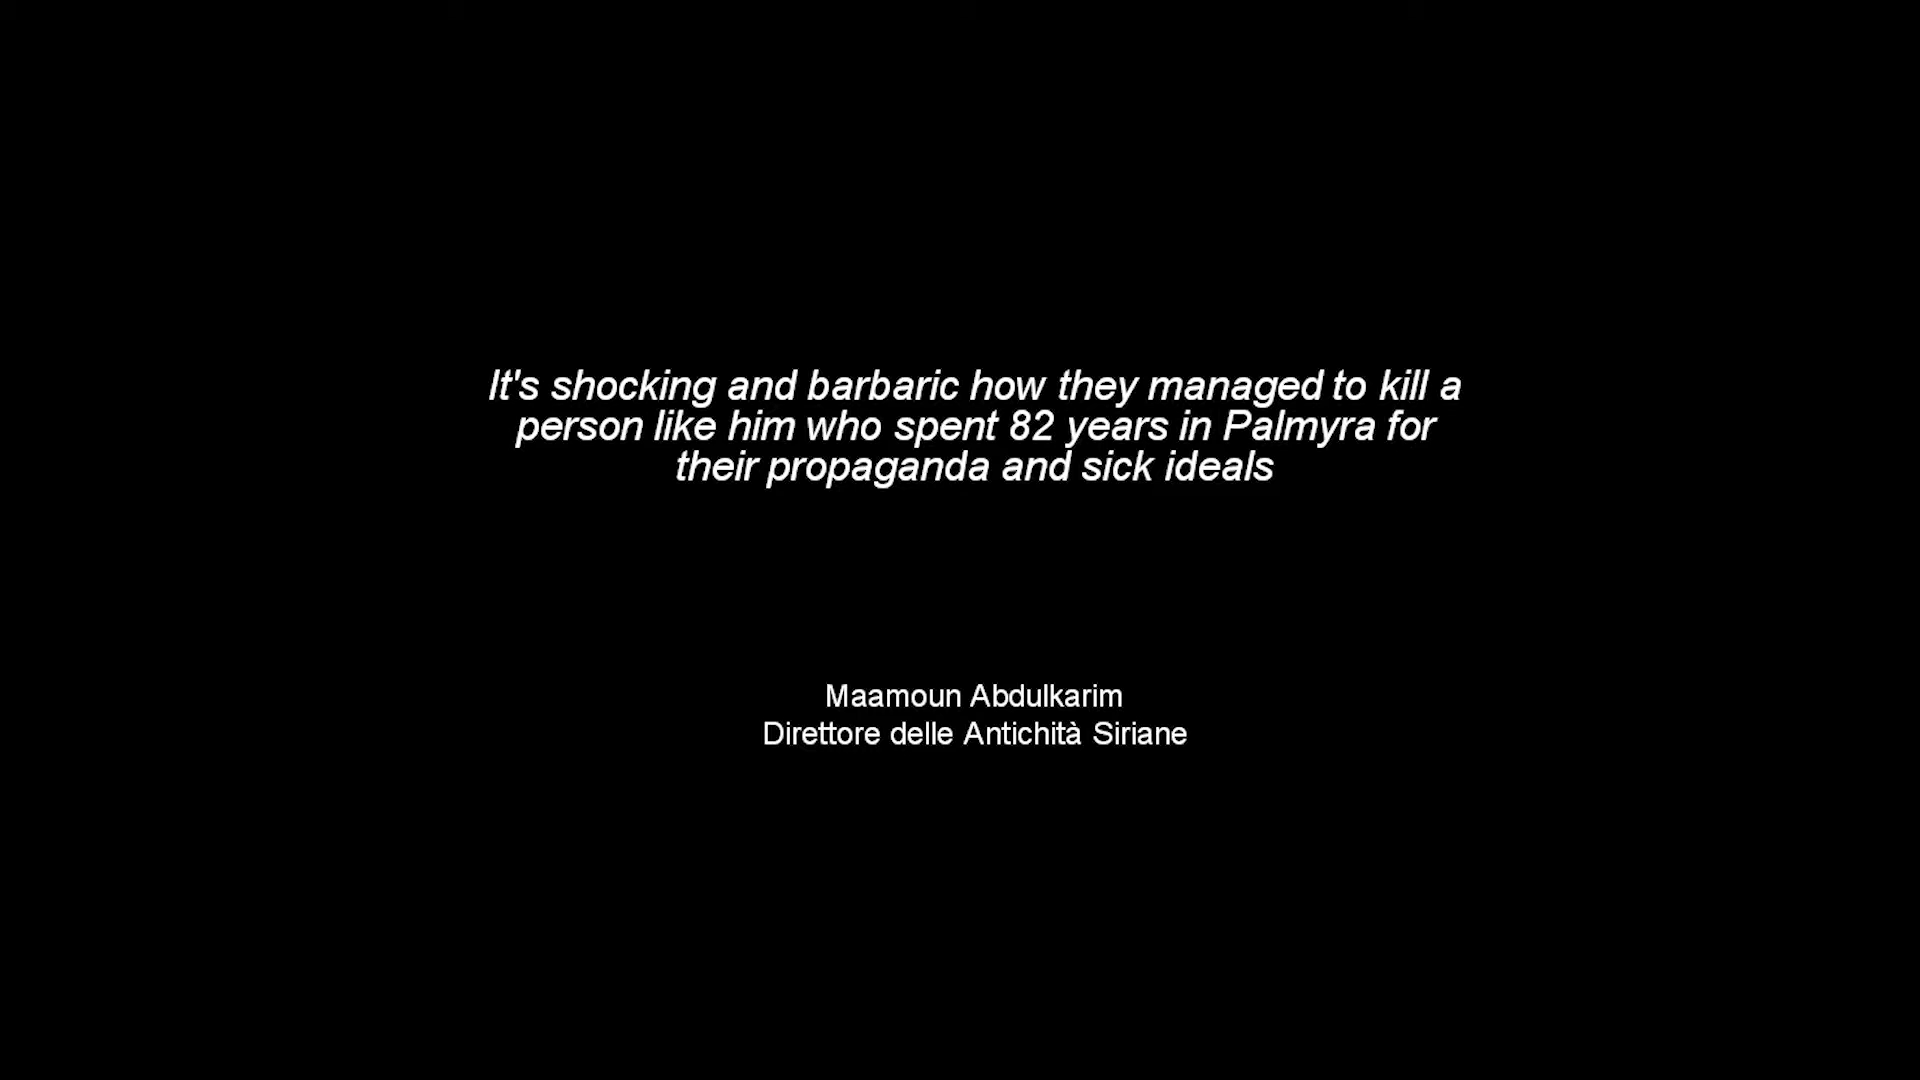 It's shocking and barbaric how they managed to kill a
person like him who spent 82 years in Palmyra for
their propaganda and sick ideals
Maamoun Abdulkarim
Direttore delle Antichità Siriane